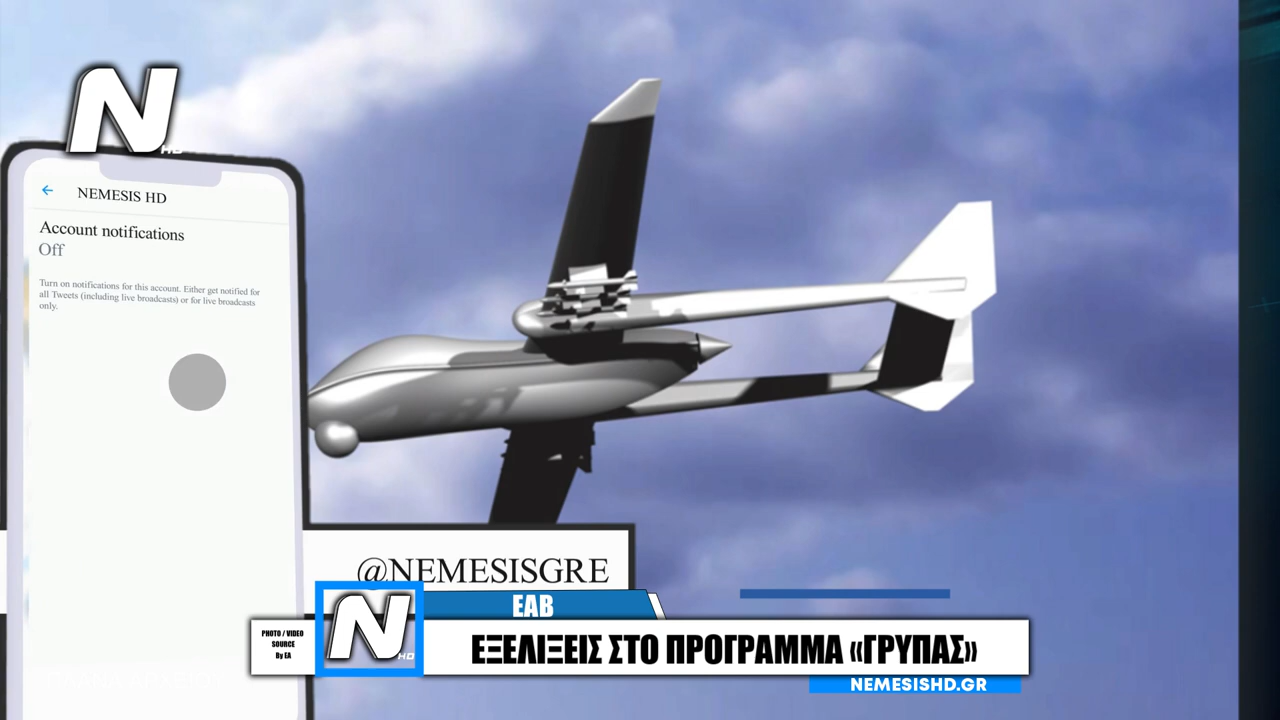 N
HD
NEMESIS HD
Account notifications
Off
Turn on notifications for this account. Either get notified for
all Tweets (including live broadcasts) or for live broadcasts
only.
@NEMESISGRE
ΕΑΒ
PHOTO / VIDEO
SOURCE
By EA
N
HD
ΕΞΕΛΙΞΕΙΣ ΣΤΟ ΠΡΟΓΡΑΜΜΑ «ΓΡΥΠΑΣ»
NEMESISHD.GR